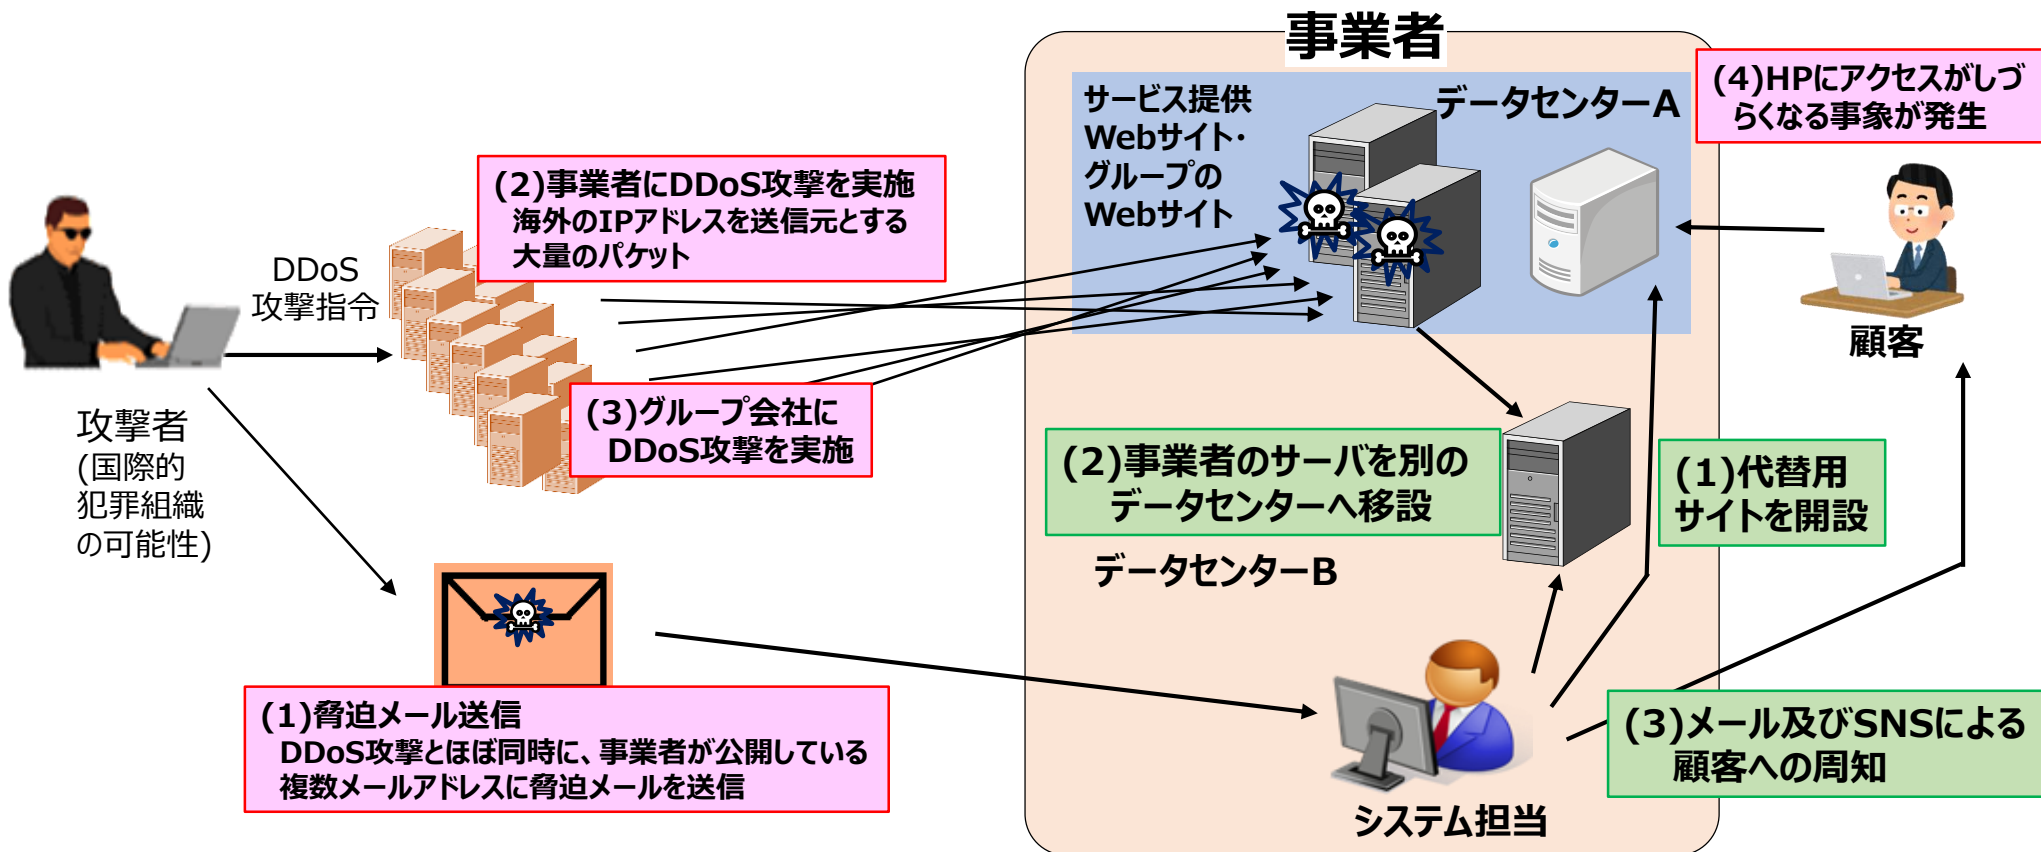 事業者
サービス提供
Webサイト・
グループの
Webサイト
データセンターA
(4)HPにアクセスがしづ
らくなる事象が発生
(2)事業者にDDoS攻撃を実施
海外のIPアドレスを送信元とする
大量のパケット
DDoS
攻撃指令
顧客
(3)グループ会社に
DDoS攻撃を実施
攻撃者
(国際的
犯罪組織
の可能性)
(2)事業者のサーバを別の
データセンターへ移設
(1)代替用
サイトを開設
データセンターB
(1)脅迫メール送信
DDoS攻撃とほぼ同時に、事業者が公開している
複数メールアドレスに脅迫メールを送信
(3)メール及びSNSによる
顧客への周知
システム担当